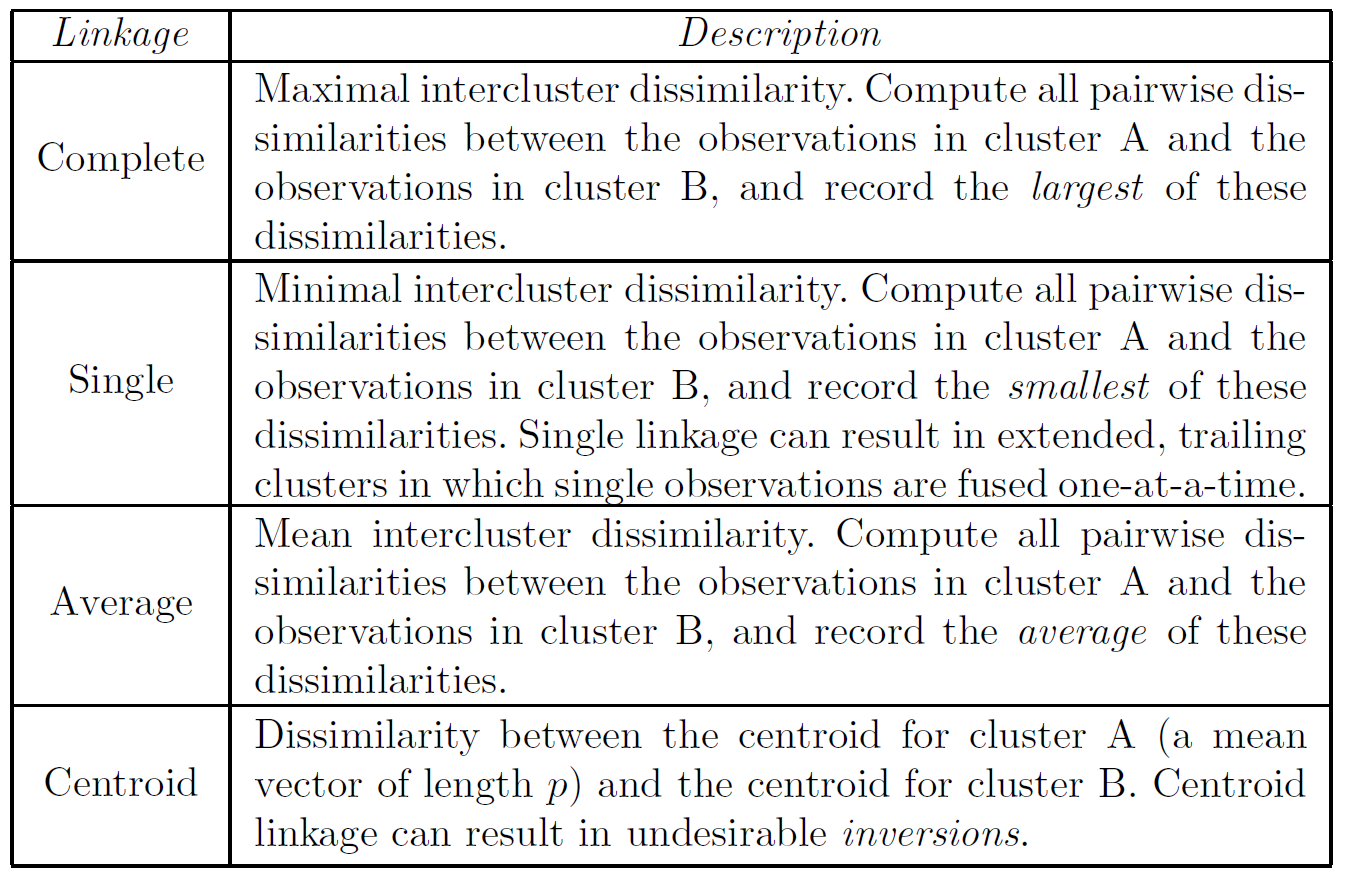 Linkage Description
Maximal intercluster dissimilarity. Compute all pairwise dis-
similarities between the observations in cluster A and the
Complete
observations in cluster B, and record the largest of these
dissimilarities.
Minimal intercluster dissimilarity. Compute all pairwise dis-
similarities between the observations in cluster A and the
Single
observations in cluster B, and record the smallest of these
dissimilarities. Single linkage can result in extended, trailing
clusters in which single observations are fused one-at-a-time.
Mean intercluster dissimilarity. Compute all pairwise dis-
similarities between the observations in cluster A and the
Average
observations in cluster B, and record the average of these
dissimilarities.
Dissimilarity between the centroid for cluster A (a mean
Centroid
vector of length p) and the centroid for cluster B. Centroid
linkage can result in undesirable inversions.